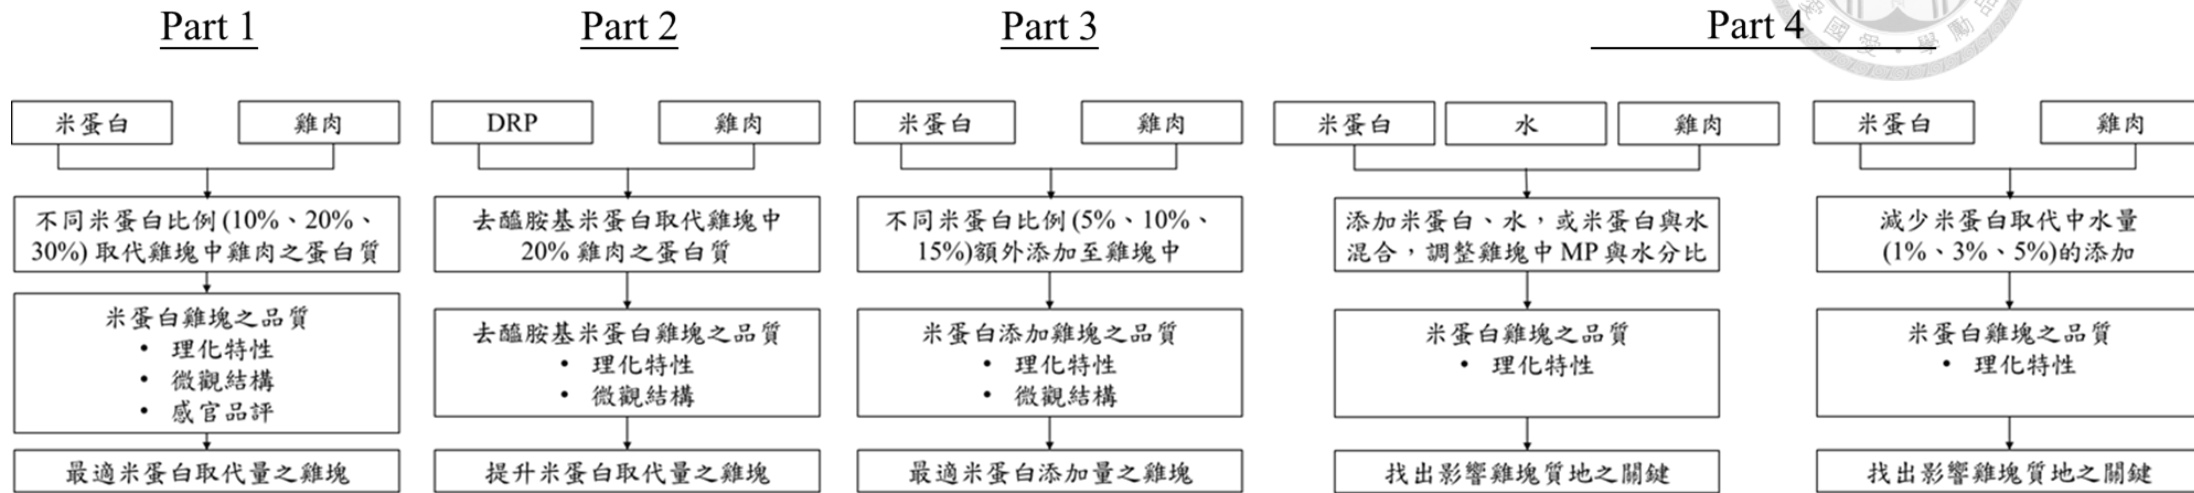 Part 1
Part 2
Part 3
Part 4
米蛋白
雞肉
不同米蛋白比例(10%、20%、
30%) 取代雞塊中雞肉之蛋白質
米蛋白雞塊之品質
• 理化特性
• 微觀結構
• 感官品評
最適米蛋白取代量之雞塊
DRP
雞肉
去醯胺基米蛋白取代雞塊中
20% 雞肉之蛋白質
去醯胺基米蛋白雞塊之品質
• 理化特性
• 微觀結構
提升米蛋白取代量之雞塊
米蛋白
雞肉
不同米蛋白比例(5%、10%、
15%)額外添加至雞塊中
米蛋白添加雞塊之品質
• 理化特性
• 微觀結構
最適米蛋白添加量之雞塊
米蛋白
水
雞肉
添加米蛋白、水，或米蛋白與水
混合，調整雞塊中 MP 與水分比
米蛋白雞塊之品質
• 理化特性
找出影響雞塊質地之關鍵
米蛋白
雞肉
減少米蛋白取代中水量
(1%、3%、5%)的添加
米蛋白雞塊之品質
• 理化特性
找出影響雞塊質地之關鍵
學 國 愛 • 學 勵 品